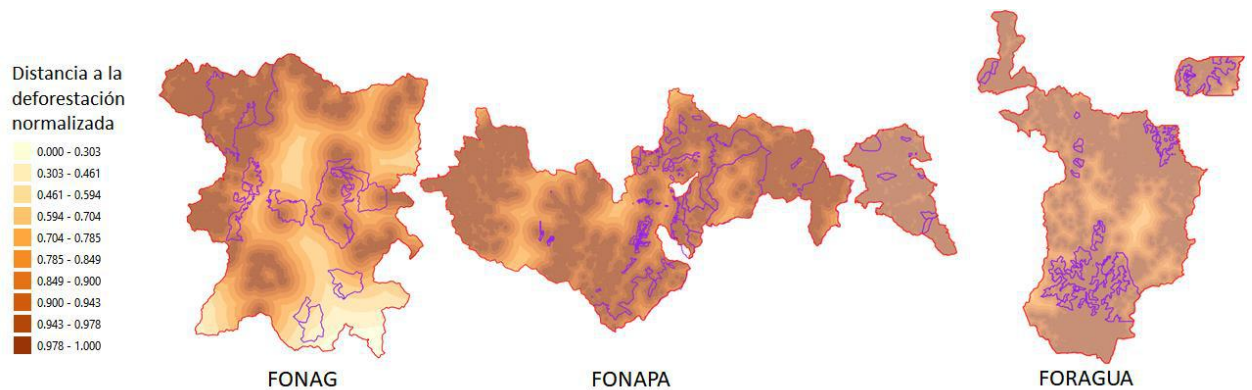 Distancia a la
deforestación
normalizada
0.000 - 0.303
0.303 - 0.461
0.461 - 0.594
0.594 - 0.704
0.704 - 0.785
0.785 - 0.849
0.849 - 0.900
0.900 - 0.943
0.943 - 0.978
0.978 - 1.000
FONAG
FONAPA
FORAGUA